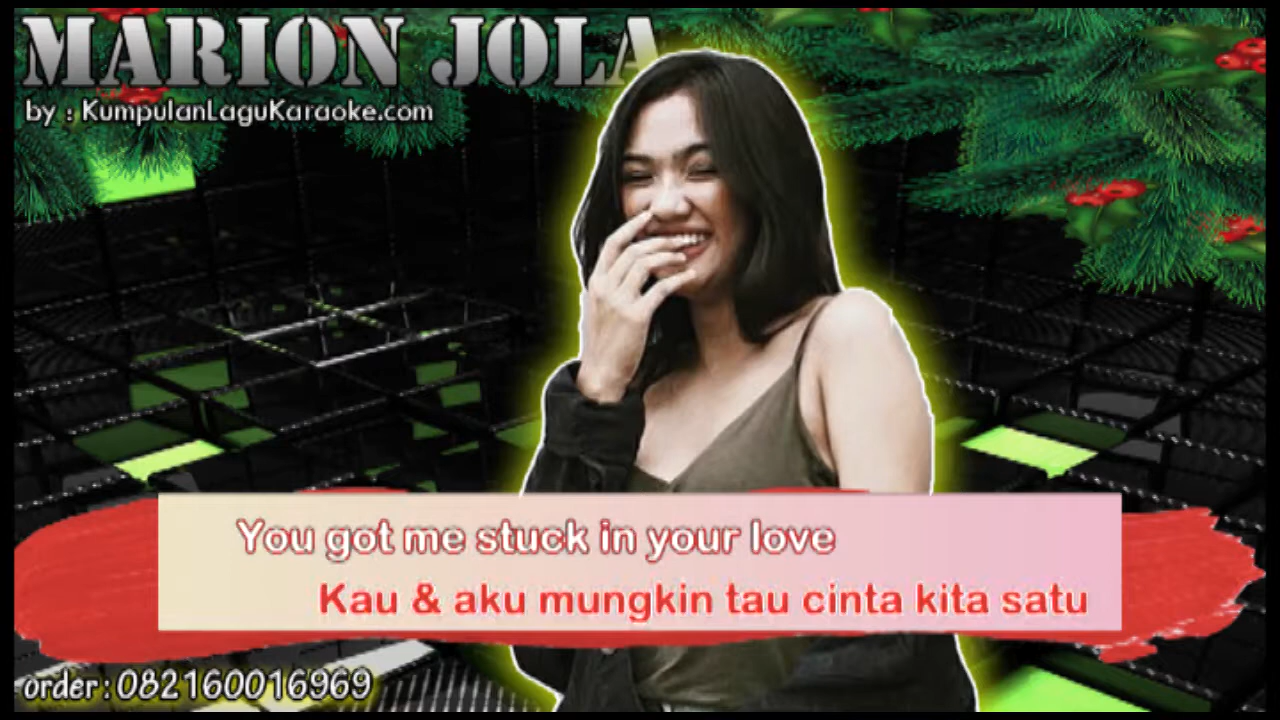 MARION JOLA
by : KumpulanLaguKaraoke.com
You got me stuck in your love
Kau & aku mungkin tau cinta kita satu
order : 082160016969